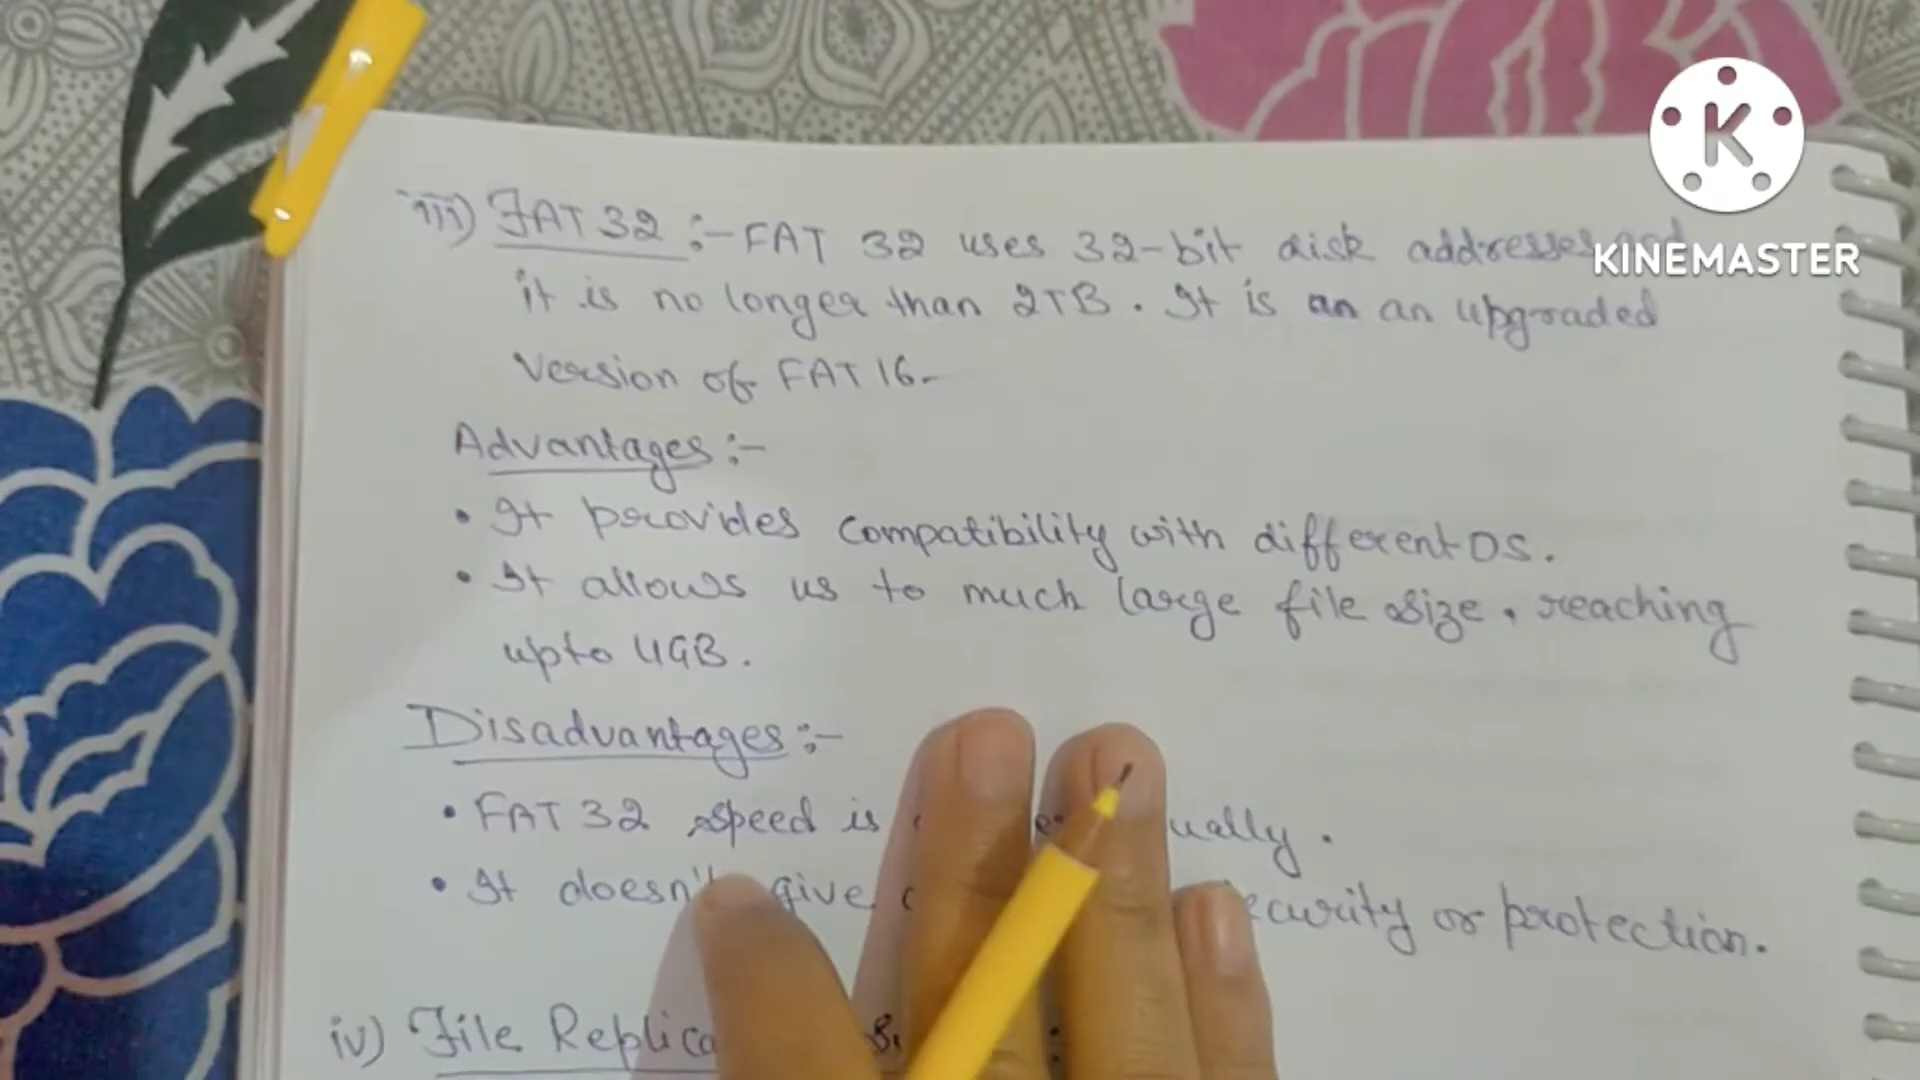 iii) FAT 32 :- FAT 32 uses 32-bit disk addresses and
it is no longer than 2TB. It is an an upgraded
version of FAT 16-
Advantages :-
• It provides compatibility with different OS.
• It allows us to much large file size, reaching
upto 4GB.
Disadvantages :-
• FAT 32 speed is
• It doesn't give security or protection.
iv) File
K
KINEMASTER